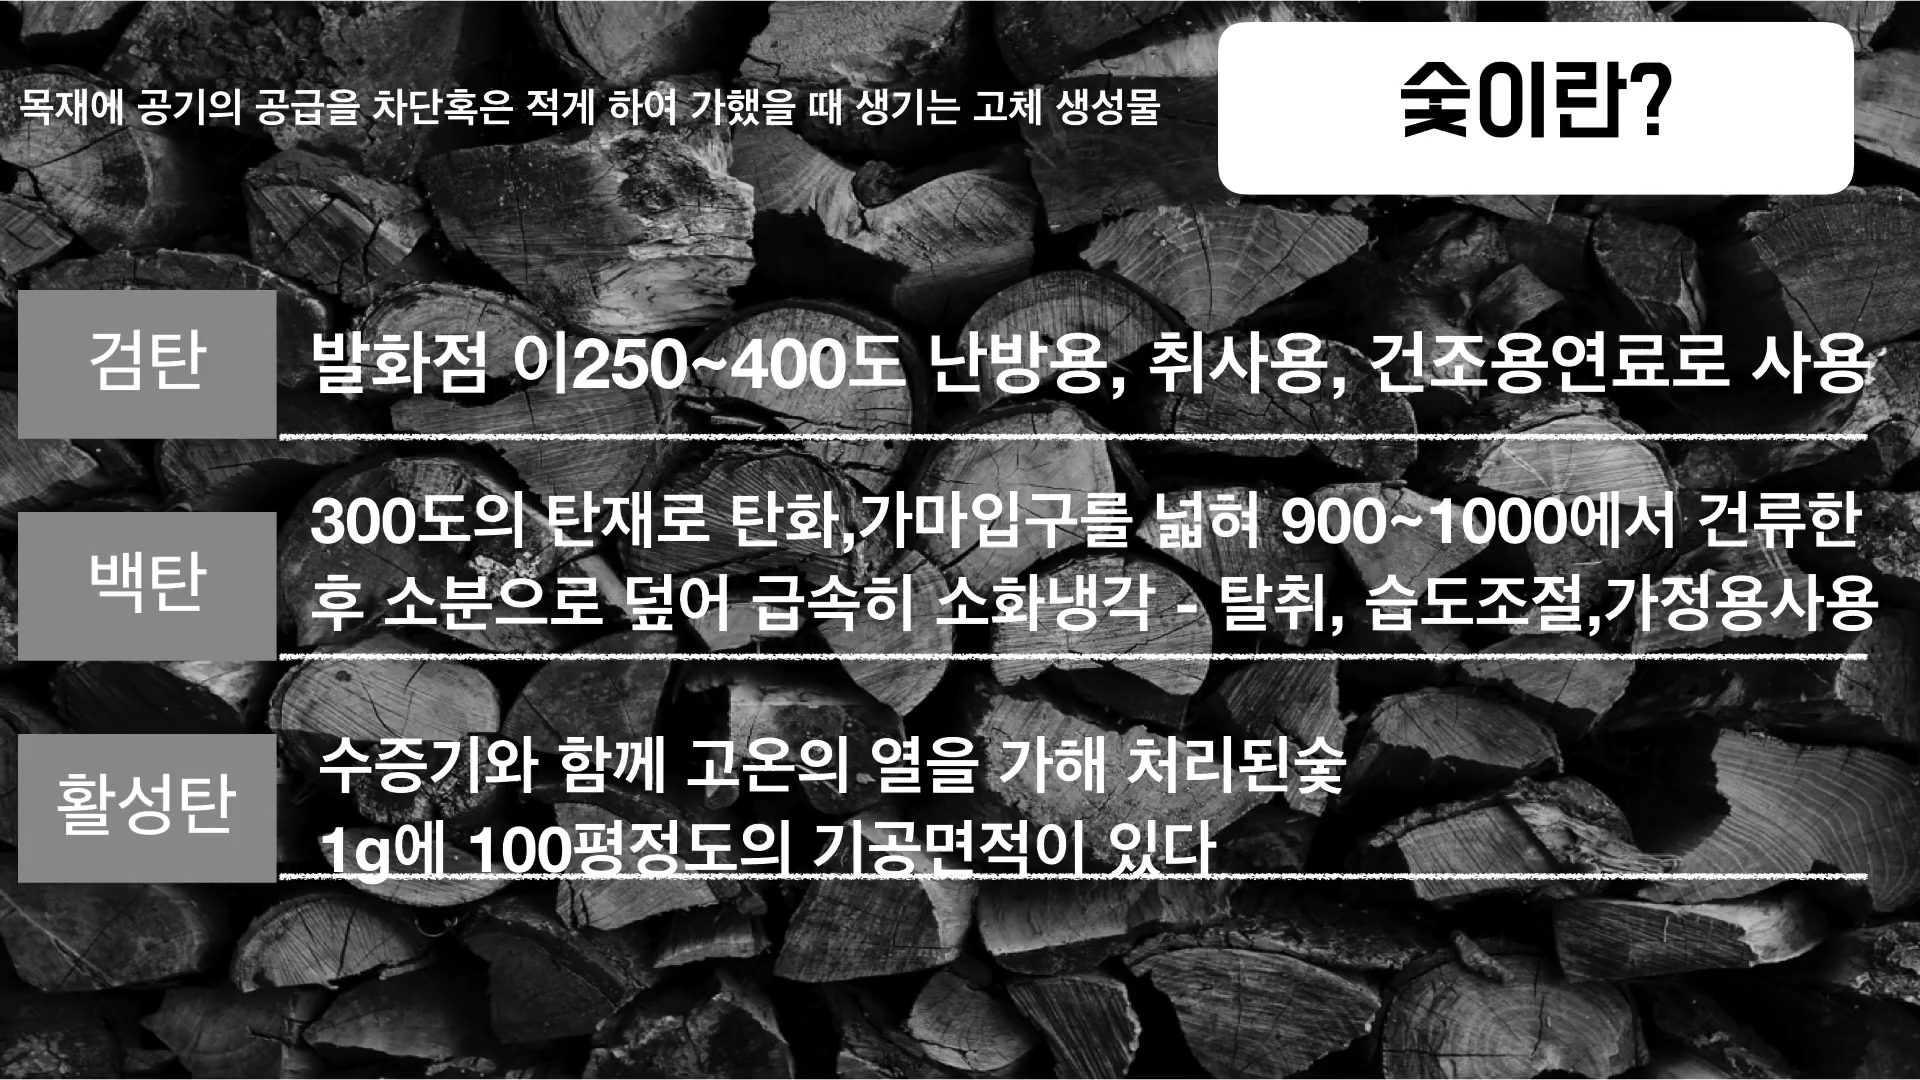 숯이란?
목재에 공기의 공급을 차단혹은 적게 하여 가했을 때 생기는 고체 생성물
검탄
발화점 이250~400도 난방용, 취사용, 건조용연료로 사용
백탄
300도의 탄재로 탄화,가마입구를 넓혀 900~1000에서 건류한
후 소분으로 덮어 급속히 소화냉각 - 탈취, 습도조절,가정용사용
활성탄
수증기와 함께 고온의 열을 가해 처리된숯
1g에 100평정도의 기공면적이 있다